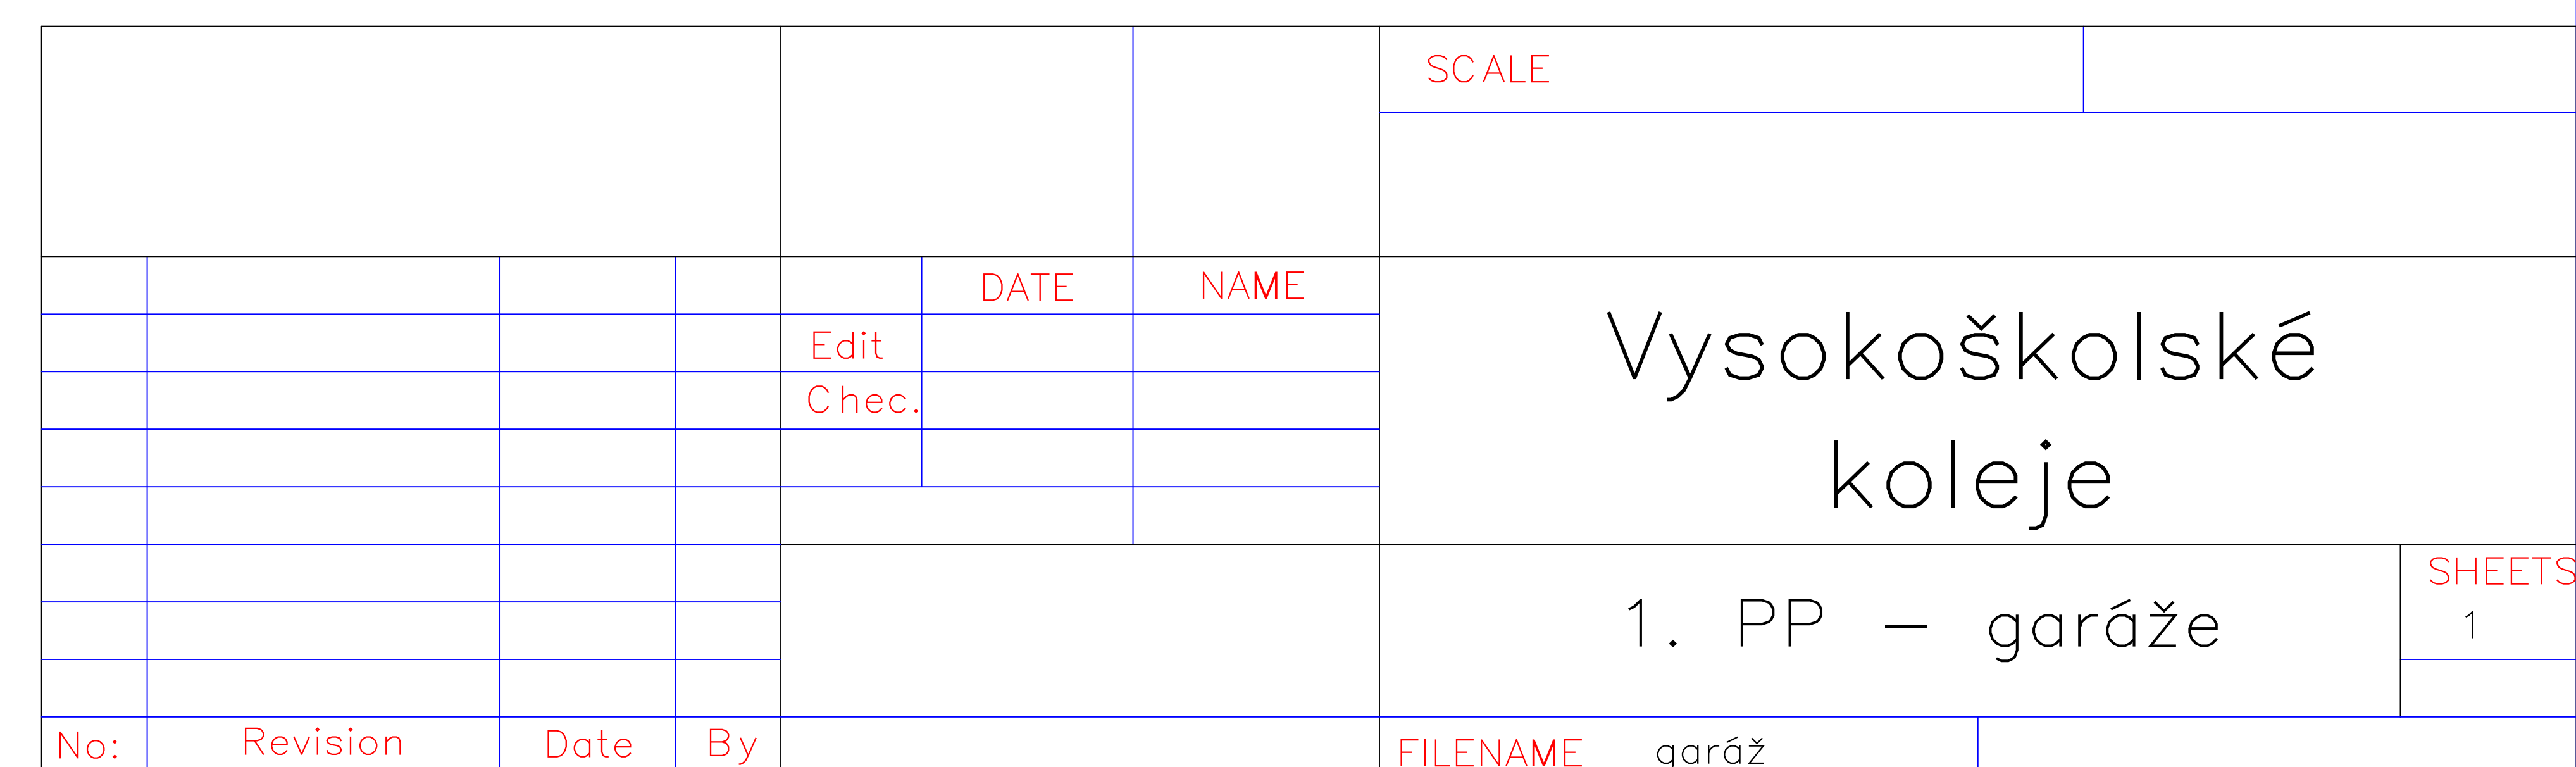 SCALE
DATE NAME
Edit
Chec.
Vysokoškolské
koleje
SHEETS
1. PP – garáže
1
No: Revision Date By
FILENAME garáž